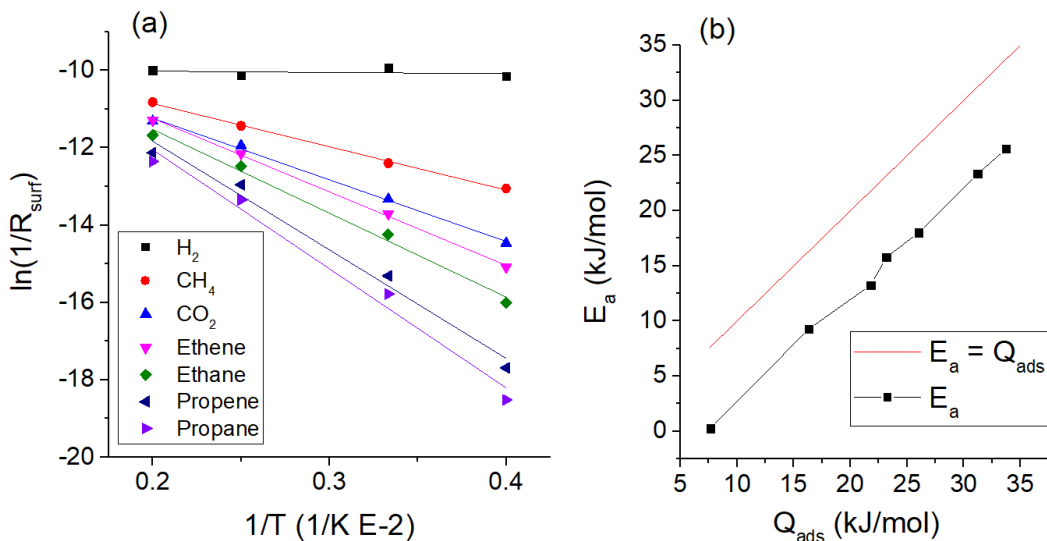 (a)
-10
-12
-14
-16
-18
-20
0.2
0.3
0.4
ln(1/R_surf)
1/T (1/K E-2)
H₂
CH₄
CO₂
Ethene
Ethane
Propene
Propane
(b)
35
30
25
20
15
10
5
0
5
10
15
20
25
30
35
E_a (kJ/mol)
Q_ads (kJ/mol)
E_a = Q_ads
E_a